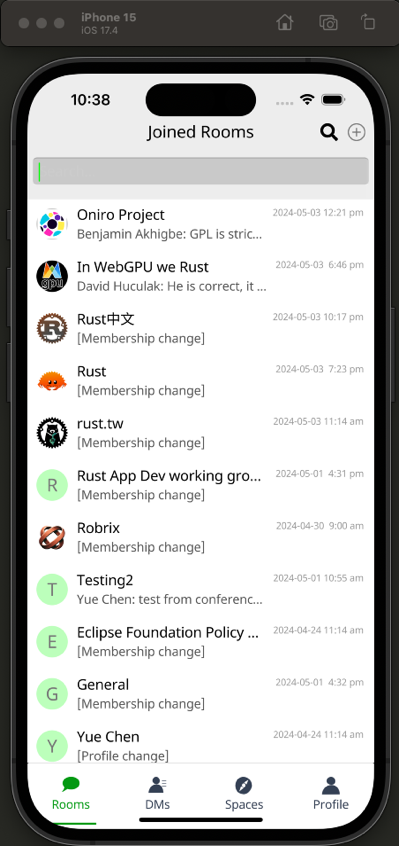 iPhone 15
iOS 17.4
10:38
Joined Rooms
Oniro Project
2024-05-03 12:21 pm
Benjamin Akhigbe: GPL is stric...
gpu
In WebGPU we Rust
2024-05-03 6:46 pm
David Huculak: He is correct, it ...
R
Rust中文
2024-05-03 10:17 pm
[Membership change]
Rust
2024-05-03 7:23 pm
[Membership change]
rust.tw
2024-05-03 11:14 am
[Membership change]
R
Rust App Dev working gro...
2024-05-01 4:31 pm
[Membership change]
Robrix
2024-04-30 9:00 am
[Membership change]
T
Testing2
2024-05-01 10:55 am
Yue Chen: test from conferenc...
E
Eclipse Foundation Policy ...
2024-04-24 11:14 am
[Membership change]
G
General
2024-05-01 4:32 pm
[Membership change]
Y
Yue Chen
2024-04-24 11:14 am
[Profile change]
Rooms
DMs
Spaces
Profile